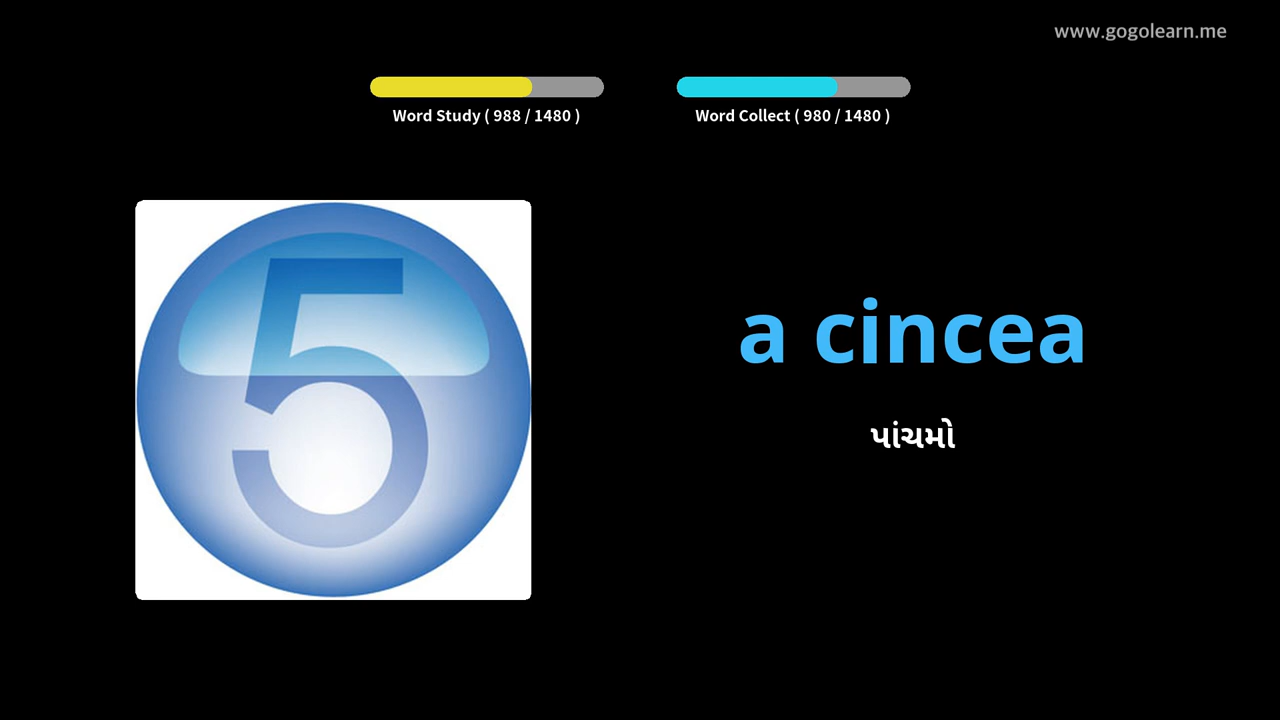 www.gogolearn.me
Word Study ( 988 / 1480 )
Word Collect ( 980 / 1480 )
5
a cincea
પાંચમો